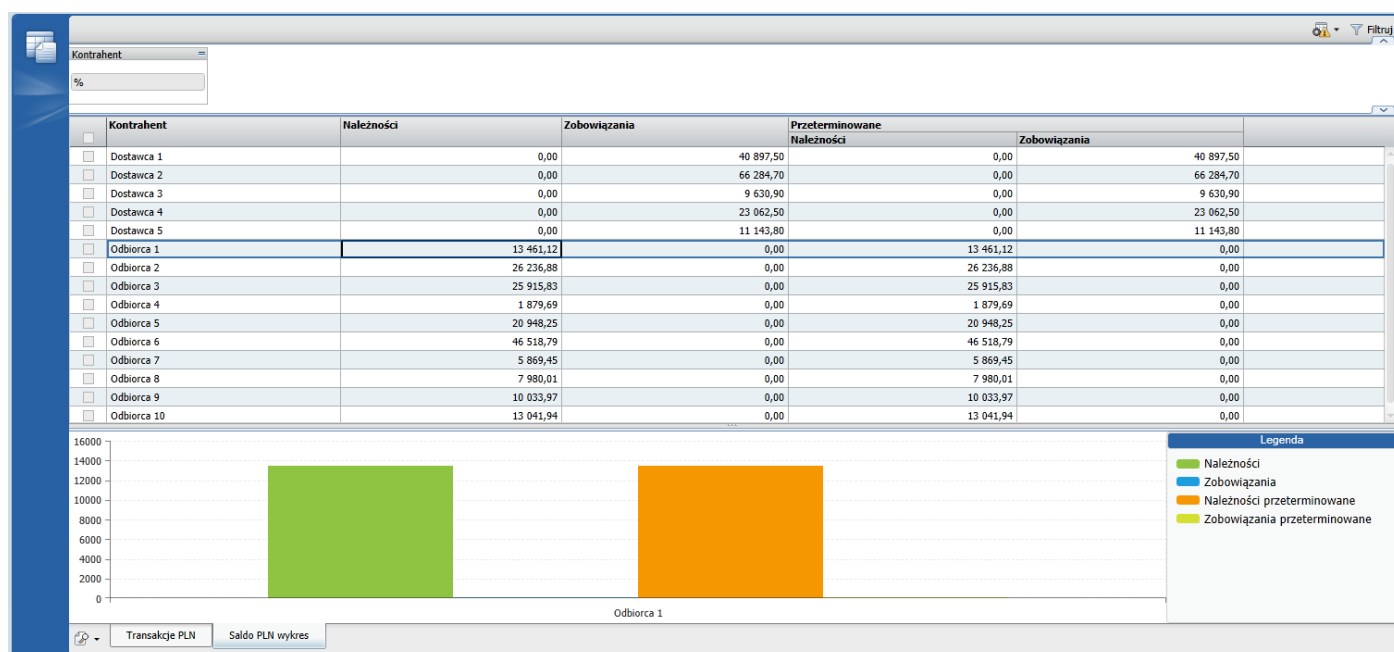 Filtruj
Kontrahent =
%
Kontrahent Należności Zobowiązania Przeterminowane
Należności Zobowiązania
Dostawca 1 0,00 40 897,50 0,00 40 897,50
Dostawca 2 0,00 66 284,70 0,00 66 284,70
Dostawca 3 0,00 9 630,90 0,00 9 630,90
Dostawca 4 0,00 23 062,50 0,00 23 062,50
Dostawca 5 0,00 11 143,80 0,00 11 143,80
Odbiorca 1 13 461,12 0,00 13 461,12 0,00
Odbiorca 2 26 236,88 0,00 26 236,88 0,00
Odbiorca 3 25 915,83 0,00 25 915,83 0,00
Odbiorca 4 1 879,69 0,00 1 879,69 0,00
Odbiorca 5 20 948,25 0,00 20 948,25 0,00
Odbiorca 6 46 518,79 0,00 46 518,79 0,00
Odbiorca 7 5 869,45 0,00 5 869,45 0,00
Odbiorca 8 7 980,01 0,00 7 980,01 0,00
Odbiorca 9 10 033,97 0,00 10 033,97 0,00
Odbiorca 10 13 041,94 0,00 13 041,94 0,00
16000
14000
12000
10000
8000
6000
4000
2000
0
Odbiorca 1
Legenda
Należności
Zobowiązania
Należności przeterminowane
Zobowiązania przeterminowane
Transakcje PLN Saldo PLN wykres